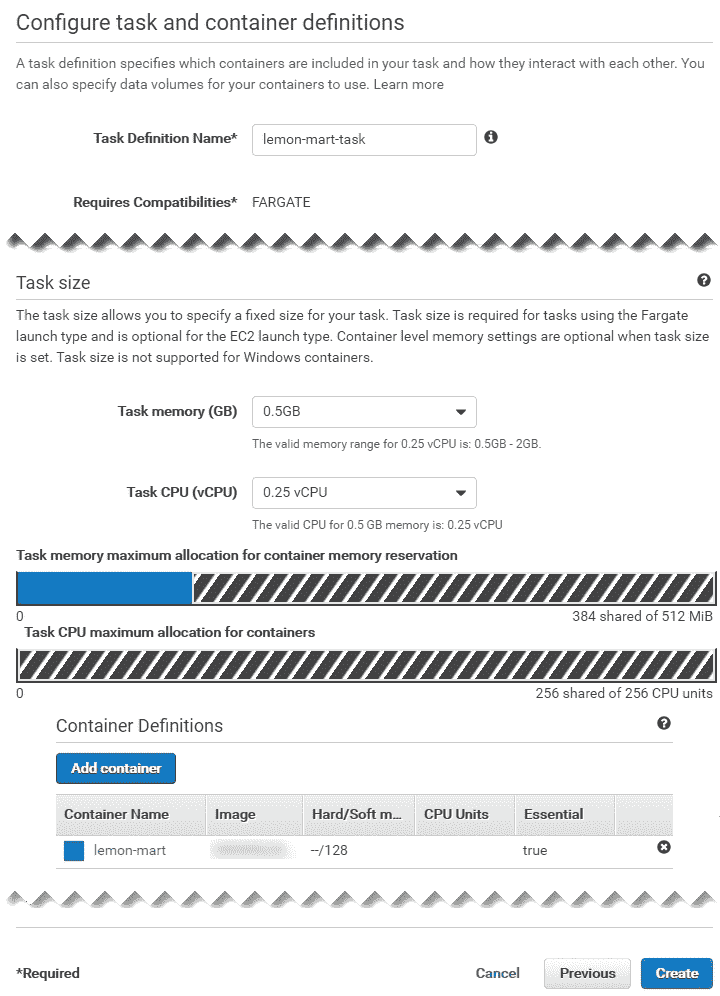 Configure task and container definitions
A task definition specifies which containers are included in your task and how they interact with each other. You
can also specify data volumes for your containers to use. Learn more
Task Definition Name* lemon-mart-task
Requires Compatibilities* FARGATE
Task size
The task size allows you to specify a fixed size for your task. Task size is required for tasks using the Fargate
launch type and is optional for the EC2 launch type. Container level memory settings are optional when task size
is set. Task size is not supported for Windows containers.
Task memory (GB) 0.5GB
The valid memory range for 0.25 vCPU is: 0.5GB - 2GB.
Task CPU (vCPU) 0.25 vCPU
The valid CPU for 0.5 GB memory is: 0.25 vCPU
Task memory maximum allocation for container memory reservation
0 384 shared of 512 MiB
Task CPU maximum allocation for containers
0 256 shared of 256 CPU units
Container Definitions
Add container
Container Name Image Hard/Soft m... CPU Units Essential
lemon-mart --/128 true
*Required Cancel Previous Create